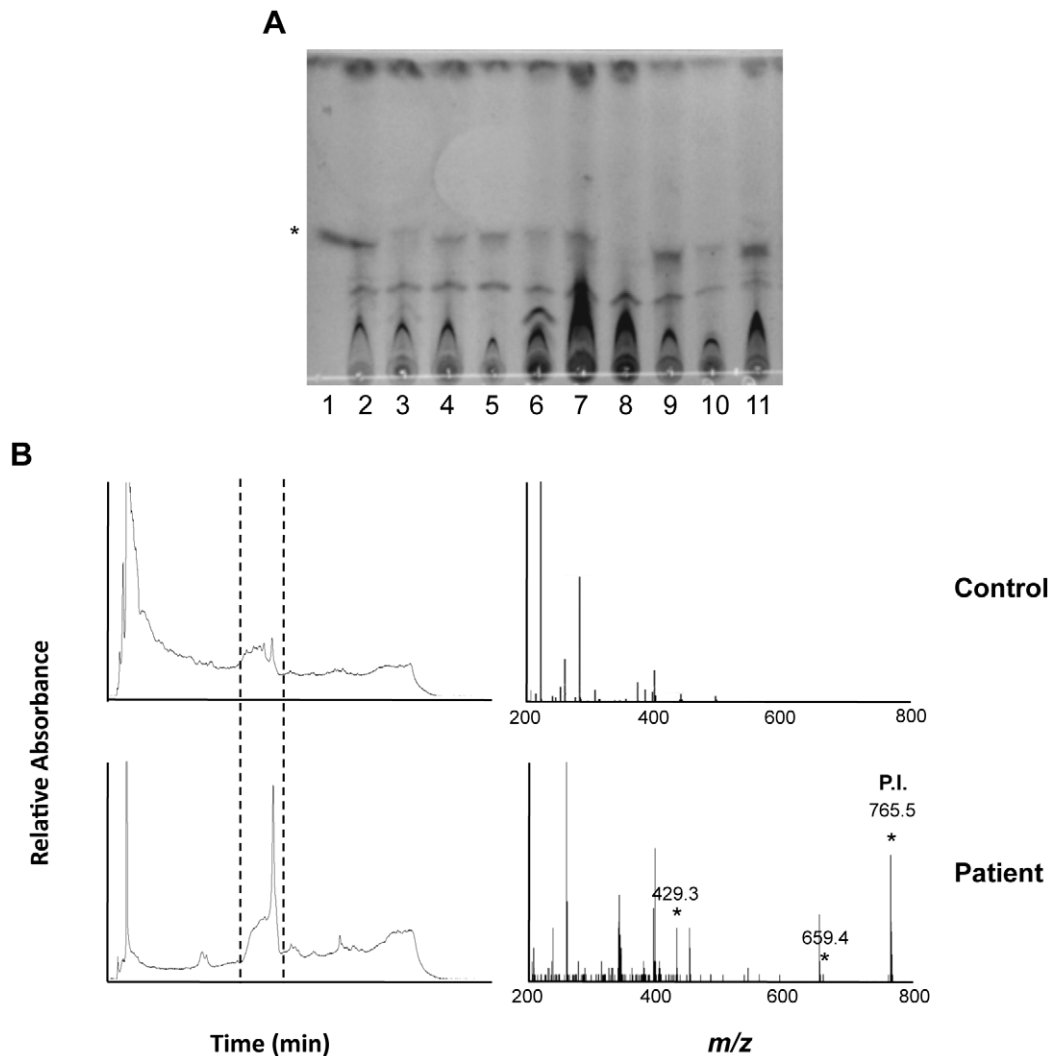 A
*
1 2 3 4 5 6 7 8 9 10 11
B
Relative Absorbance
Control
200 400 600 800
P.I.
765.5
*
429.3
*
659.4
*
Patient
200 400 600 800
Time (min)
m/z